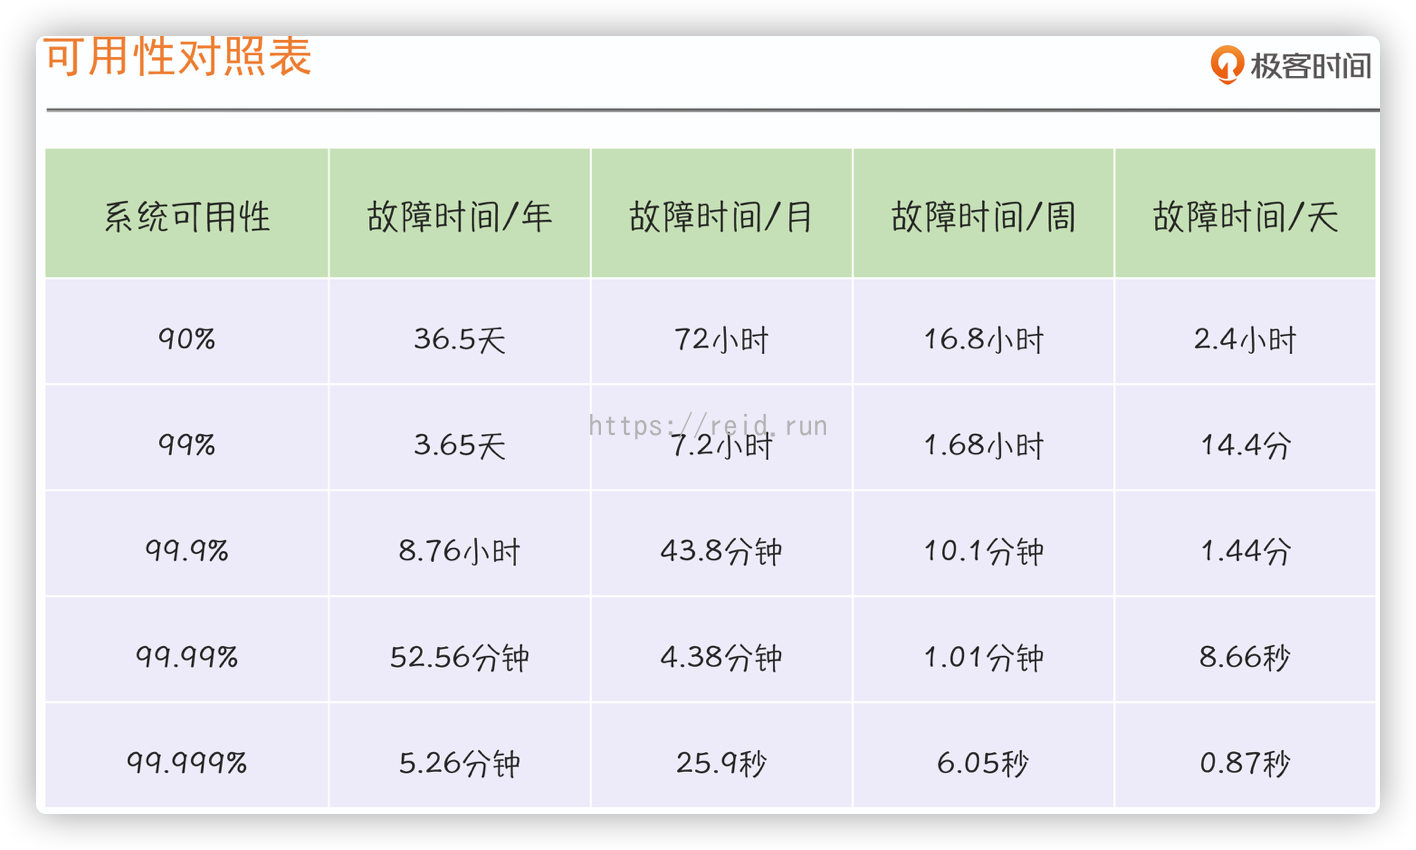 可用性对照表
极客时间
系统可用性 故障时间/年 故障时间/月 故障时间/周 故障时间/天
90% 36.5天 72小时 16.8小时 2.4小时
https://reid.run
99% 3.65天 7.2小时 1.68小时 14.4分
99.9% 8.76小时 43.8分钟 10.1分钟 1.44分
99.99% 52.56分钟 4.38分钟 1.01分钟 8.66秒
99.999% 5.26分钟 25.9秒 6.05秒 0.87秒